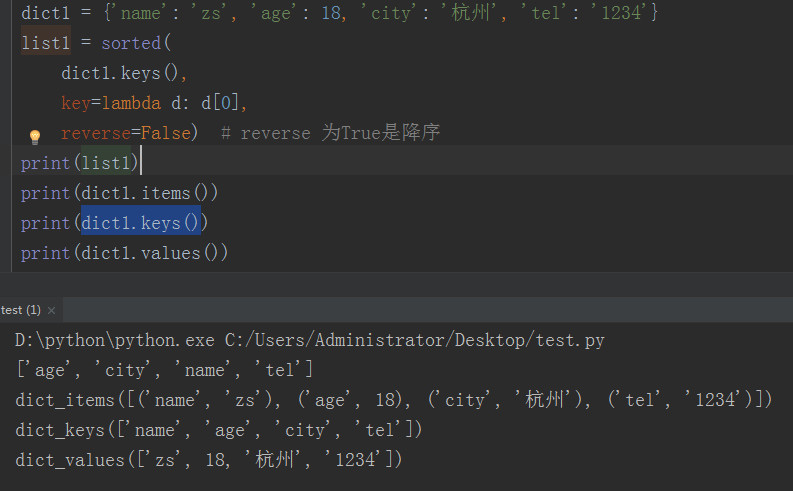 dict1 = {'name': 'zs', 'age': 18, 'city': '杭州', 'tel': '1234'}
list1 = sorted(
    dict1.keys(),
    key=lambda d: d[0],
    reverse=False)  # reverse 为True是降序
print(list1)
print(dict1.items())
print(dict1.keys())
print(dict1.values())
test (1) ×
D:\python\python.exe C:/Users/Administrator/Desktop/test.py
['age', 'city', 'name', 'tel']
dict_items([('name', 'zs'), ('age', 18), ('city', '杭州'), ('tel', '1234')])
dict_keys(['name', 'age', 'city', 'tel'])
dict_values(['zs', 18, '杭州', '1234'])